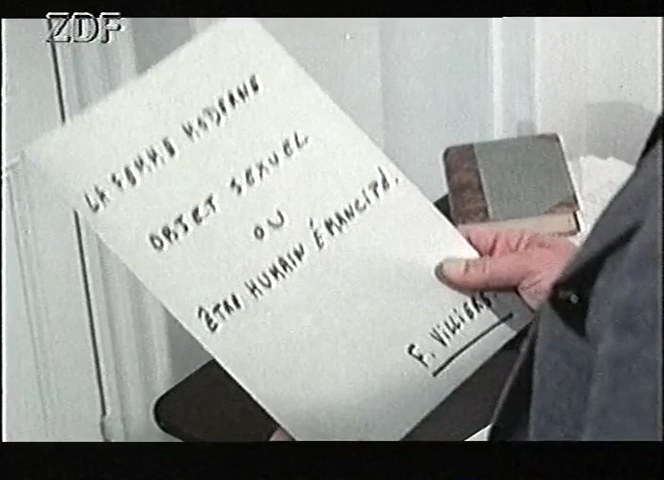 ZDF
LA FEMME MODERNE
OBJET SEXUEL
OU
ÊTRE HUMAIN ÉMANCIPÉ.
F. VILLIERS